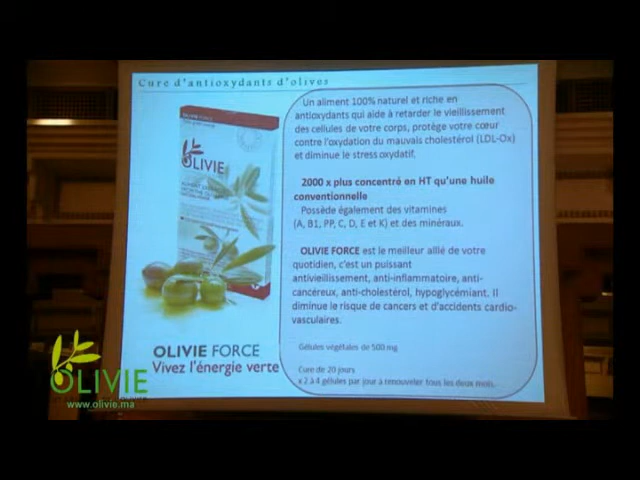 Cure d'antioxydants d'olives
Un aliment 100% naturel et riche en
antioxydants qui aide à retarder le vieillissement
des cellules de votre corps, protège votre cœur
contre l'oxydation du mauvais cholestérol (LDL-Ox)
et diminue le stress oxydatif.
2000 x plus concentré en HT qu'une huile
conventionnelle
Possède également des vitamines
(A, B1, PP, C, D, E et K) et des minéraux.
OLIVIE FORCE est le meilleur allié de votre
quotidien, c'est un puissant
antivieillissement, anti-inflammatoire, anti-
cancéreux, anti-cholestérol, hypoglycémiant. Il
diminue le risque de cancers et d'accidents cardio-
vasculaires.
Gélules végétales de 500 mg
Cure de 20 jours
x 2 à 4 gélules par jour à renouveler tous les deux mois.
OLIVIE
OLIVIE FORCE
Vivez l'énergie verte
OLIVIE
www.olivie.ma